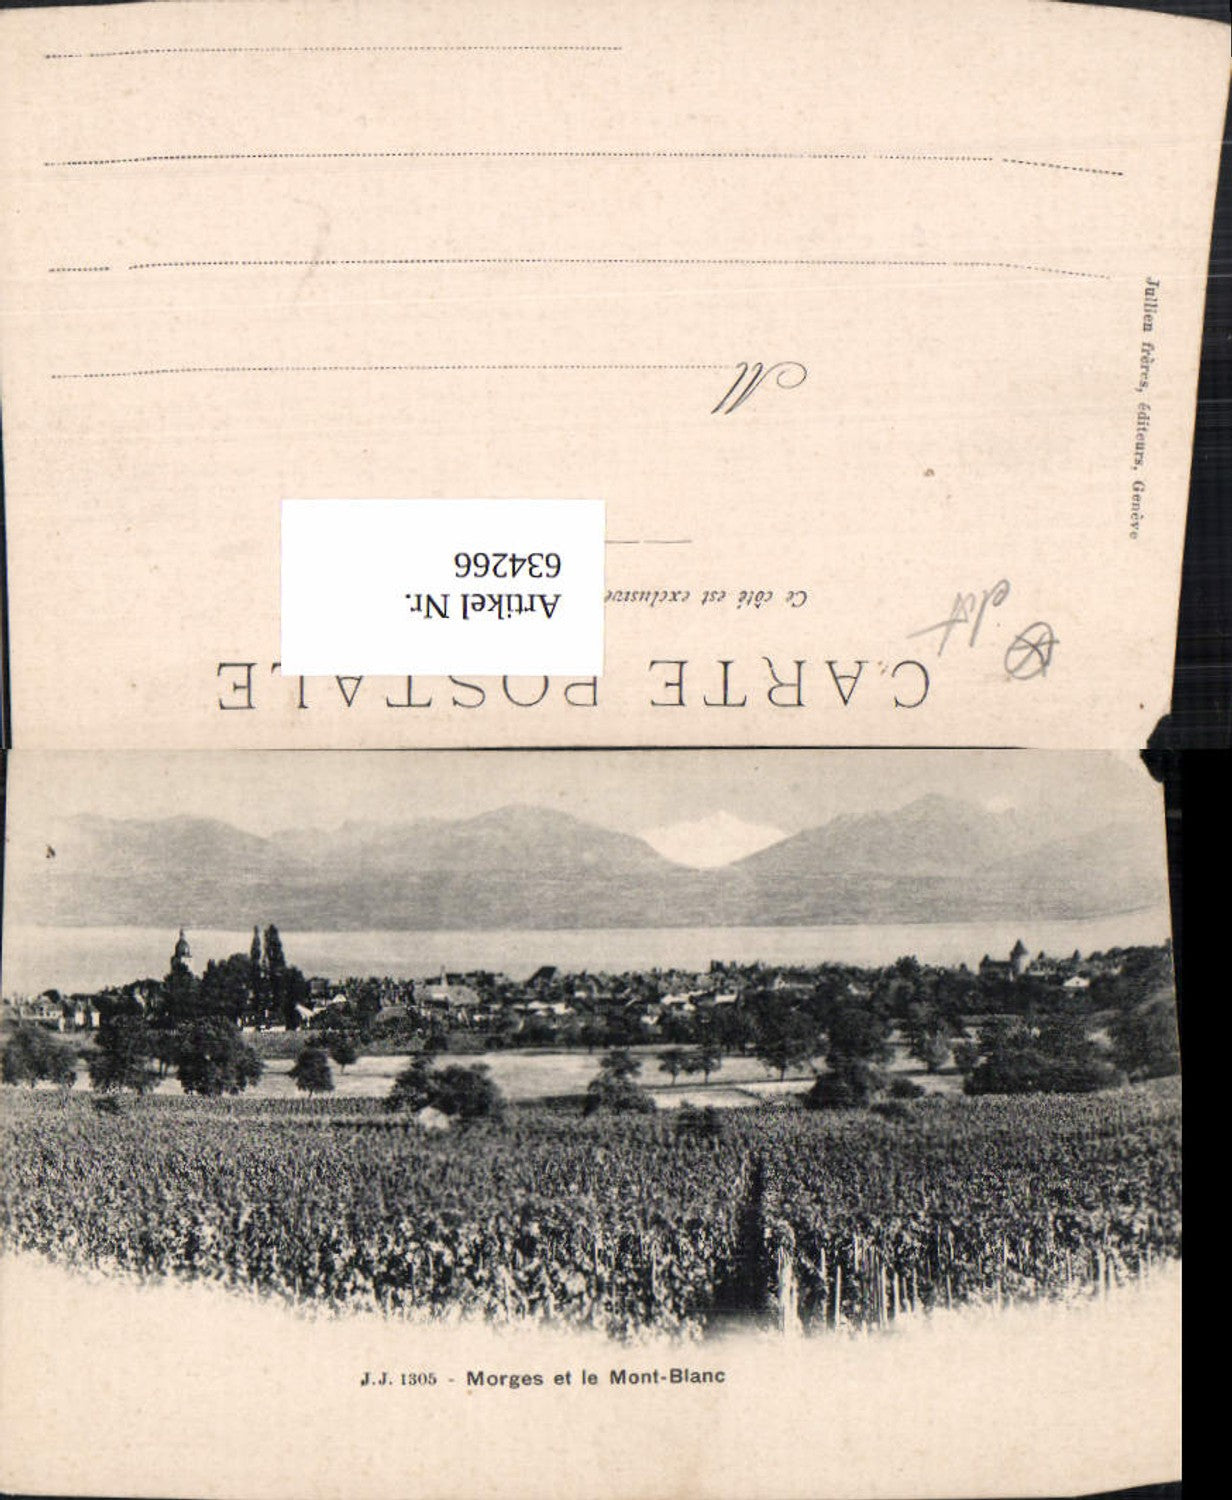 CARTE POSTALE
Ce côté est exclusive
Artikel Nr.
634266
M
Jullien frères, éditeurs, Genève
J.J. 1305 - Morges et le Mont-Blanc